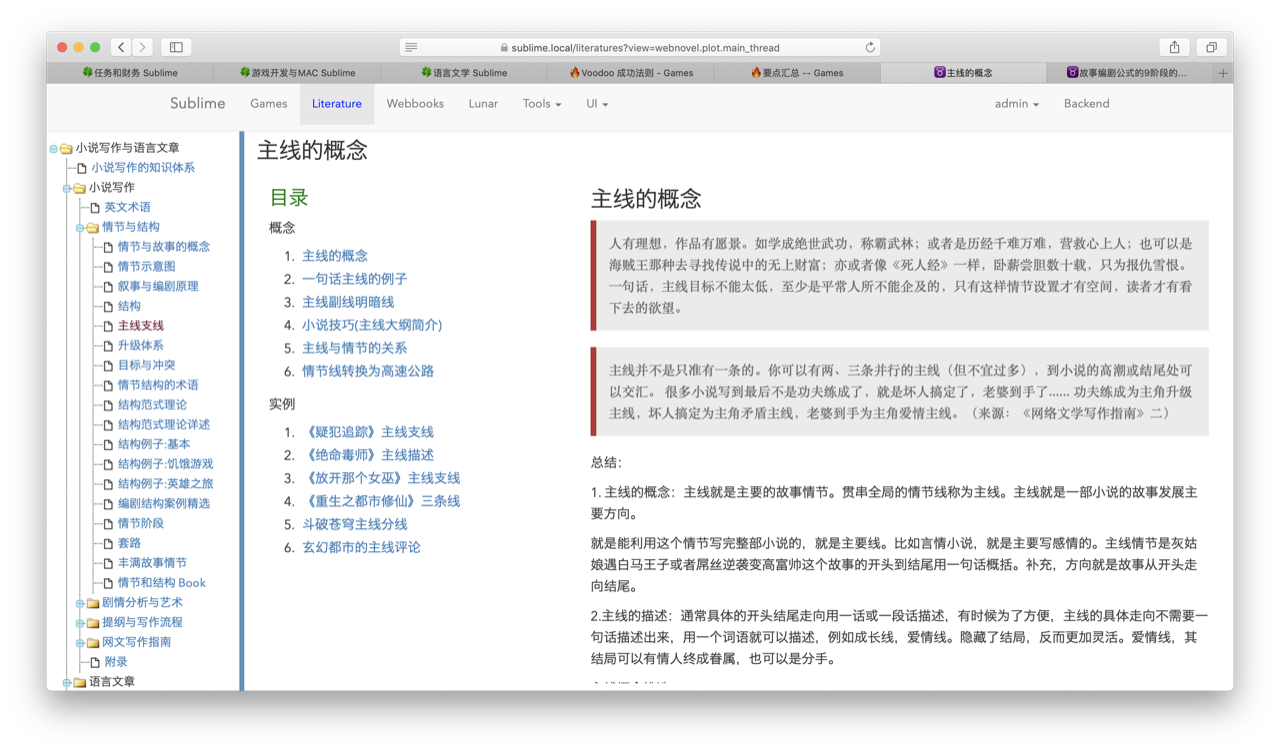 sublime.local/literatures?view=webnovel.plot.main_thread
任务和财务 Sublime
游戏开发与MAC Sublime
语言文学 Sublime
Voodoo 成功法则 - Games
要点汇总 -- Games
主线的概念
故事编剧公式的9阶段的...
Sublime
Games
Literature
Webbooks
Lunar
Tools
UI
admin
Backend
小说写作与语言文章
小说写作的知识体系
小说写作
英文术语
情节与结构
情节与故事的概念
情节示意图
叙事与编剧原理
结构
主线支线
升级体系
目标与冲突
情节结构的术语
结构范式理论
结构范式理论详述
结构例子:基本
结构例子:饥饿游戏
结构例子:英雄之旅
编剧结构案例精选
情节阶段
套路
丰满故事情节
情节和结构 Book
剧情分析与艺术
提纲与写作流程
网文写作指南
附录
语言文章
主线的概念
目录
概念
1. 主线的概念
2. 一句话主线的例子
3. 主线副线明暗线
4. 小说技巧(主线大纲简介)
5. 主线与情节的关系
6. 情节线转换为高速公路
实例
1. 《疑犯追踪》主线支线
2. 《绝命毒师》主线描述
3. 《放开那个女巫》主线支线
4. 《重生之都市修仙》三条线
5. 斗破苍穹主线分线
6. 玄幻都市的主线评论
主线的概念
人有理想，作品有愿景。如学成绝世武功，称霸武林；或者是历经千难万难，营救心上人；也可以是
海贼王那种去寻找传说中的无上财富；亦或者像《死人经》一样，卧薪尝胆数十载，只为报仇雪恨。
一句话，主线目标不能太低，至少是平常人所不能企及的，只有这样情节设置才有空间，读者才有看
下去的欲望。
主线并不是只准有一条的。你可以有两、三条并行的主线（但不宜过多），到小说的高潮或结尾处可
以交汇。 很多小说写到最后不是功夫练成了，就是坏人搞定了，老婆到手了…… 功夫练成为主角升级
主线，坏人搞定为主角矛盾主线，老婆到手为主角爱情主线。（来源：《网络文学写作指南》二）
总结：
1. 主线的概念：主线就是主要的故事情节。贯串全局的情节线称为主线。主线就是一部小说的故事发展主
要方向。
就是能利用这个情节写完整部小说的，就是主要线。比如言情小说，就是主要写感情的。主线情节是灰姑
娘遇白马王子或者屌丝逆袭变高富帅这个故事的开头到结尾用一句话概括。补充，方向就是故事从开头走
向结尾。
2.主线的描述：通常具体的开头结尾走向用一话或一段话描述，有时候为了方便，主线的具体走向不需要一
句话描述出来，用一个词语就可以描述，例如成长线，爱情线。隐藏了结局，反而更加灵活。爱情线，其
结局可以有情人终成眷属，也可以是分手。